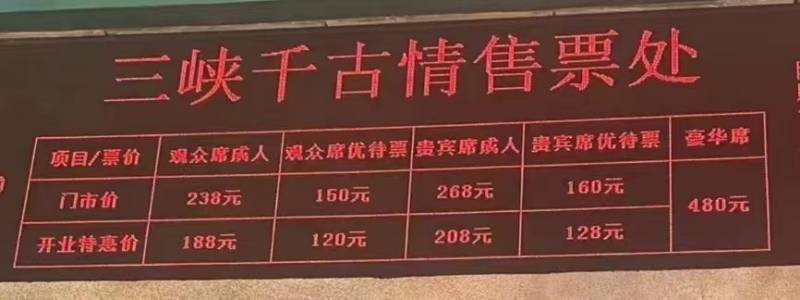 三峡千古情售票处
项目/票价 观众席成人 观众席优待票 贵宾席成人 贵宾席优待票 豪华席
门市价 238元 150元 268元 160元 480元
开业特惠价 188元 120元 208元 128元